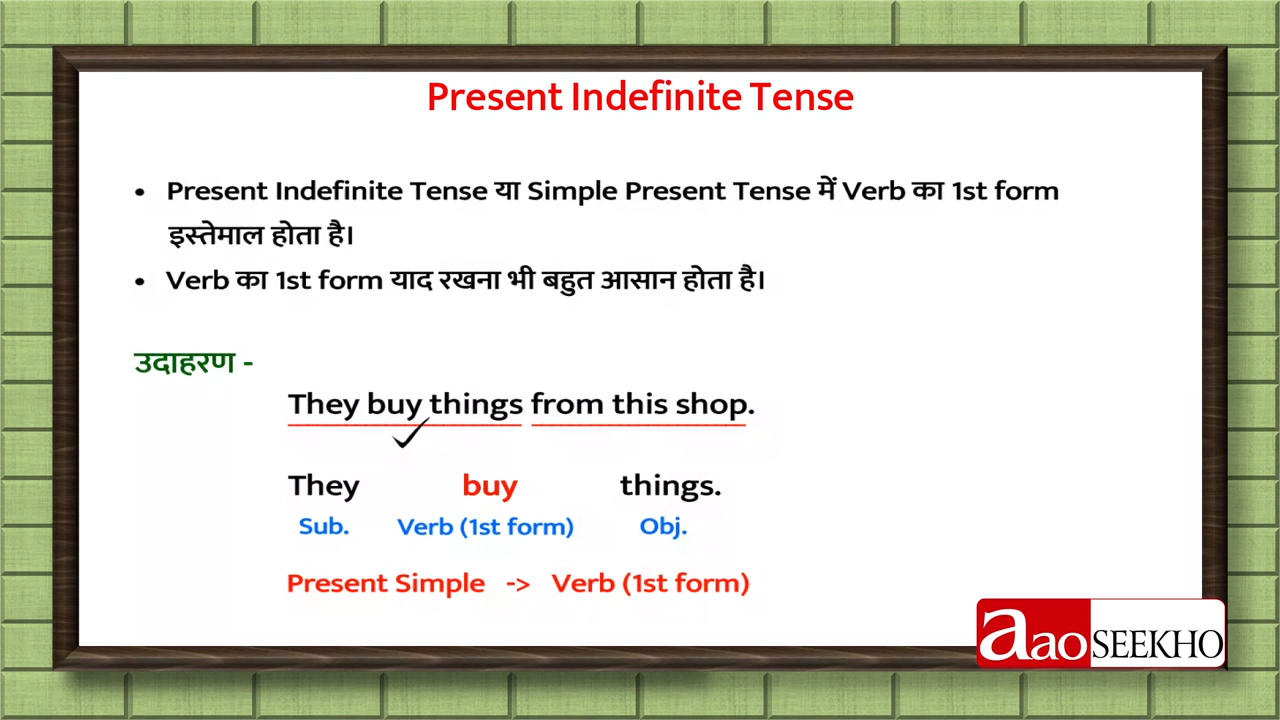 Present Indefinite Tense
• Present Indefinite Tense या Simple Present Tense में Verb का 1st form
इस्तेमाल होता है।
• Verb का 1st form याद रखना भी बहुत आसान होता है।
उदाहरण -
They buy things from this shop.
They buy things.
Sub. Verb (1st form) Obj.
Present Simple -> Verb (1st form)
aao SEEKHO